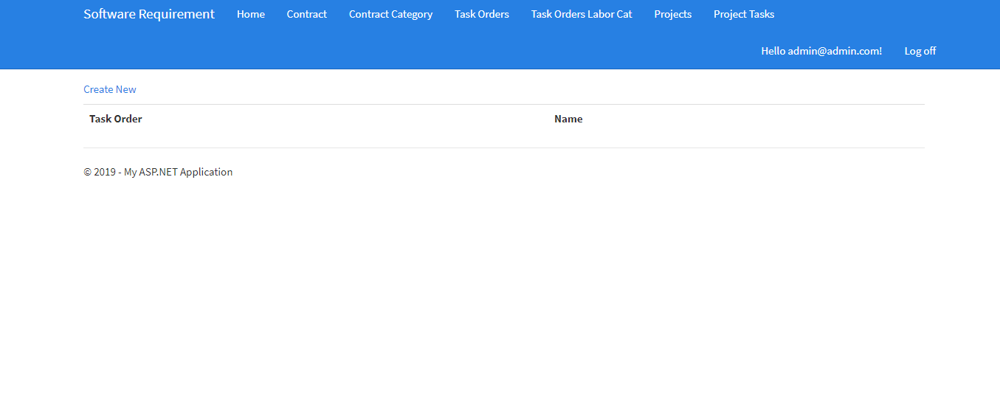 Software Requirement Home Contract Contract Category Task Orders Task Orders Labor Cat Projects Project Tasks
Hello admin@admin.com! Log off
Create New
Task Order Name
© 2019 - My ASP.NET Application